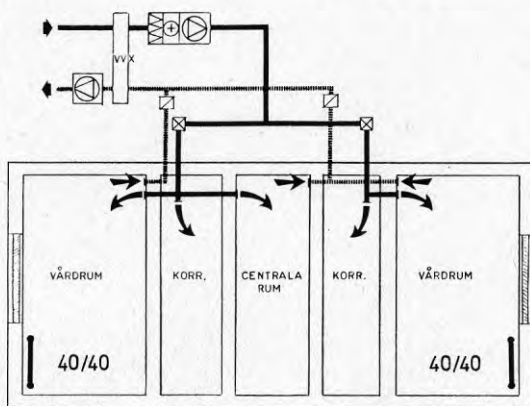 VVX
VÅRDRUM
KORR.
CENTRALA
RUM
KORR.
VÅRDRUM
40/40
40/40